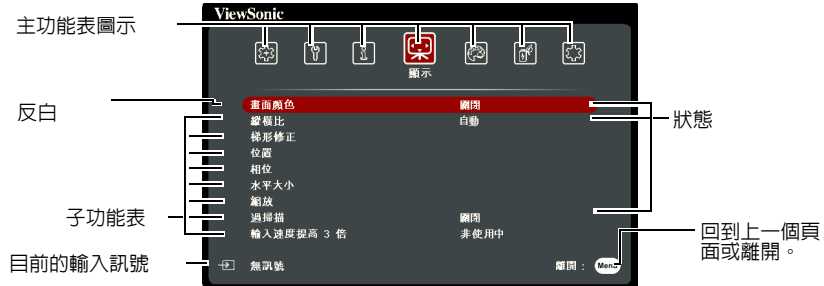 ViewSonic
主功能表圖示
顯示
反白
畫面顏色 關閉
狀態
縱橫比 自動
梯形修正
位置
相位
水平大小
縮放
子功能表
過掃描 關閉
輸入速度提高 3 倍 非使用中
回到上一個頁
面或離開。
目前的輸入訊號
無訊號
離開： Menu